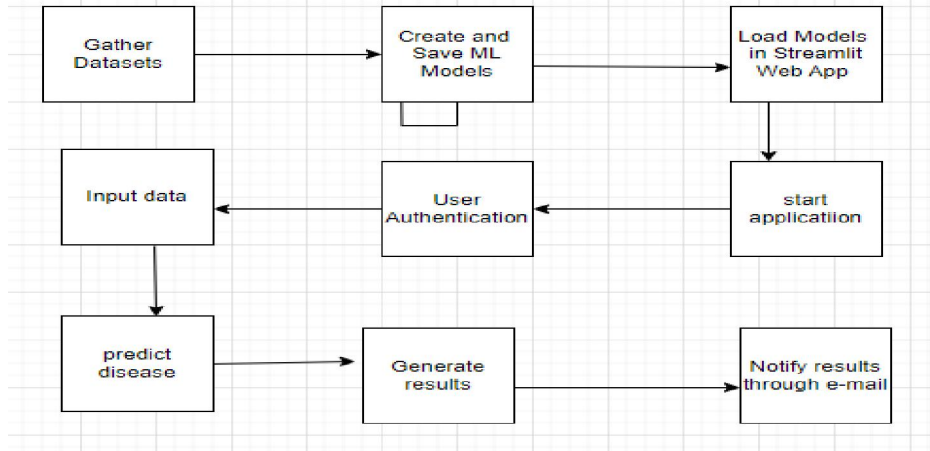 Gather
Datasets
Create and
Save ML
Models
Load Models
in Streamlit
Web App
start
applicatiion
User
Authentication
Input data
predict
disease
Generate
results
Notify results
through e-mail